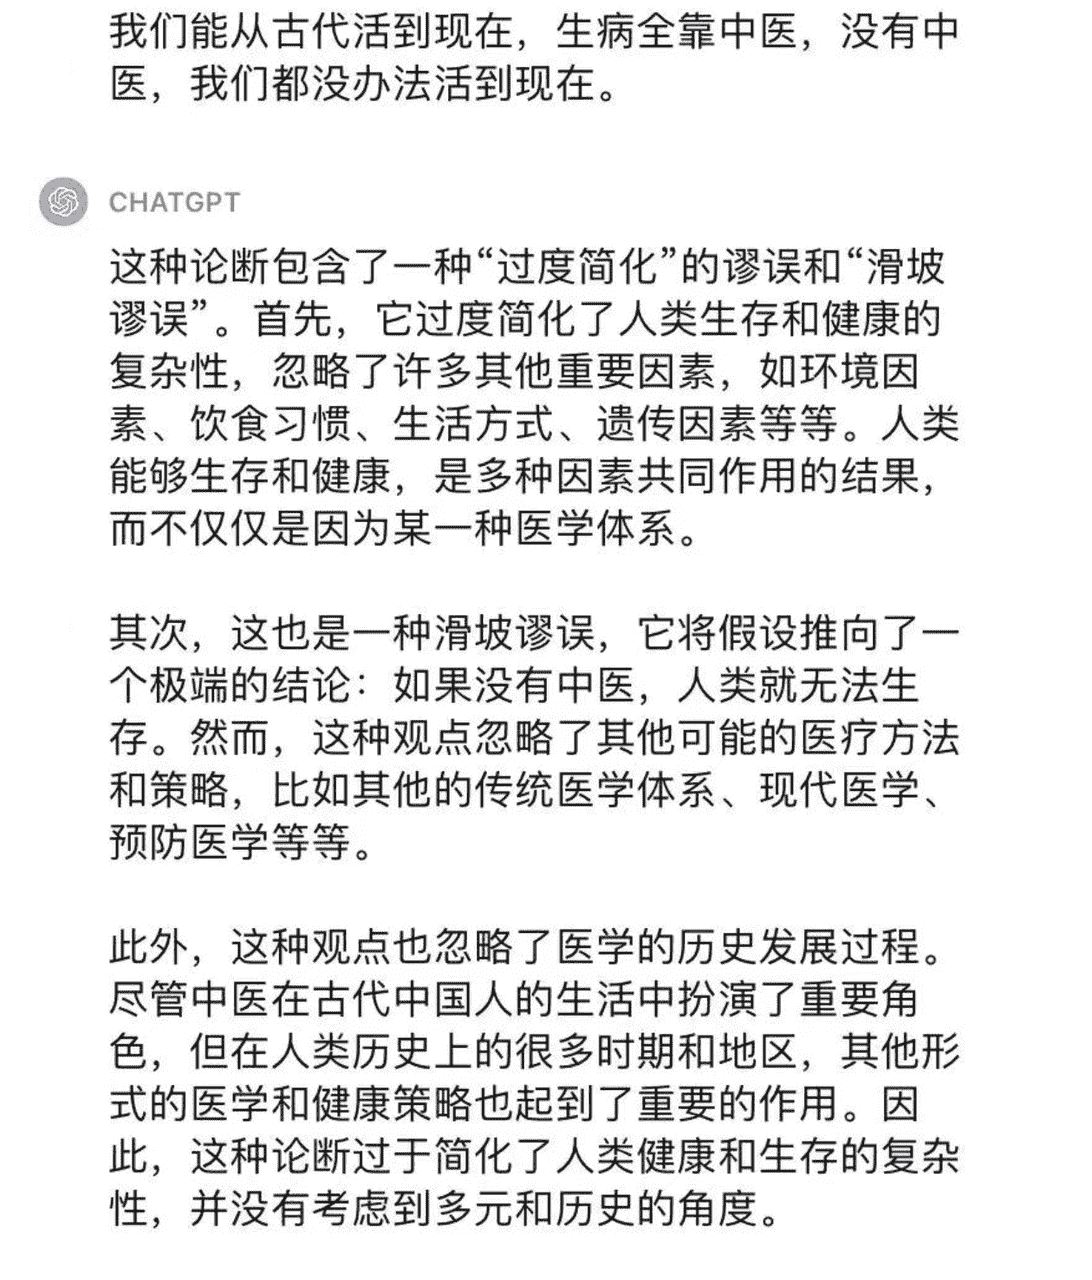 我们能从古代活到现在，生病全靠中医，没有中
医，我们都没办法活到现在。
CHATGPT
这种论断包含了一种“过度简化”的谬误和“滑坡
谬误”。首先，它过度简化了人类生存和健康的
复杂性，忽略了许多其他重要因素，如环境因
素、饮食习惯、生活方式、遗传因素等等。人类
能够生存和健康，是多种因素共同作用的结果，
而不仅仅是因为某一种医学体系。
其次，这也是一种滑坡谬误，它将假设推向了一
个极端的结论：如果没有中医，人类就无法生
存。然而，这种观点忽略了其他可能的医疗方法
和策略，比如其他的传统医学体系、现代医学、
预防医学等等。
此外，这种观点也忽略了医学的历史发展过程。
尽管中医在古代中国人的生活中扮演了重要角
色，但在人类历史上的很多时期和地区，其他形
式的医学和健康策略也起到了重要的作用。因
此，这种论断过于简化了人类健康和生存的复杂
性，并没有考虑到多元和历史的角度。